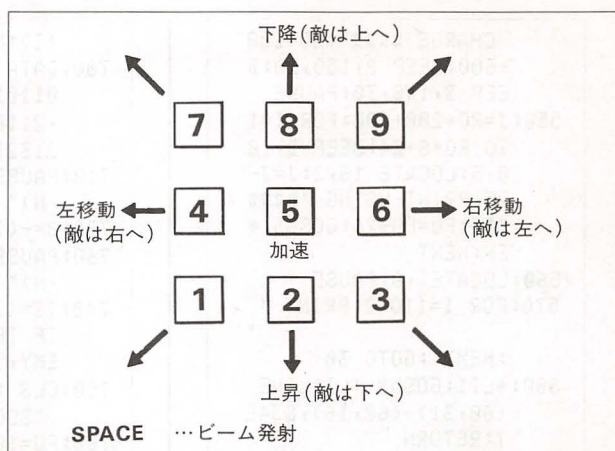 下降(敵は上へ)
7 8 9
左移動
(敵は右へ)
4 5 6
右移動
(敵は左へ)
加速
1 2 3
上昇(敵は下へ)
SPACE …ビーム発射